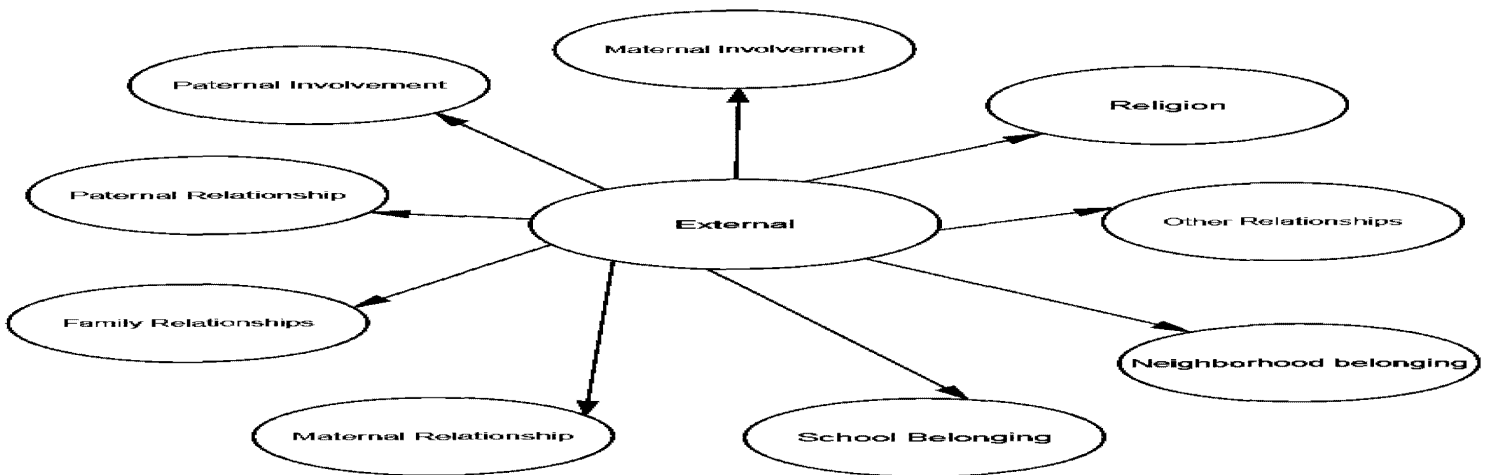 Maternal Involvement
Paternal Involvement
Religion
Paternal Relationship
External
Other Relationships
Family Relationships
Neighborhood belonging
Maternal Relationship
School Belonging